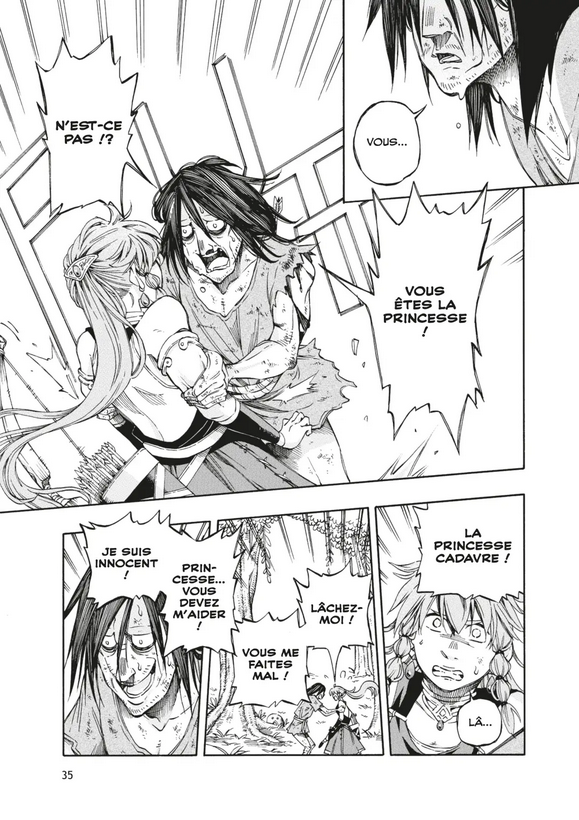 VOUS...
VOUS
ÊTES LA
PRINCESSE
!
N'EST-CE
PAS !?
LA
PRINCESSE
CADAVRE !
LÀ...
LÂCHEZ-
MOI !
VOUS ME
FAITES
MAL !
PRIN-
CESSE...
VOUS
DEVEZ
M'AIDER !
JE SUIS
INNOCENT
!
35